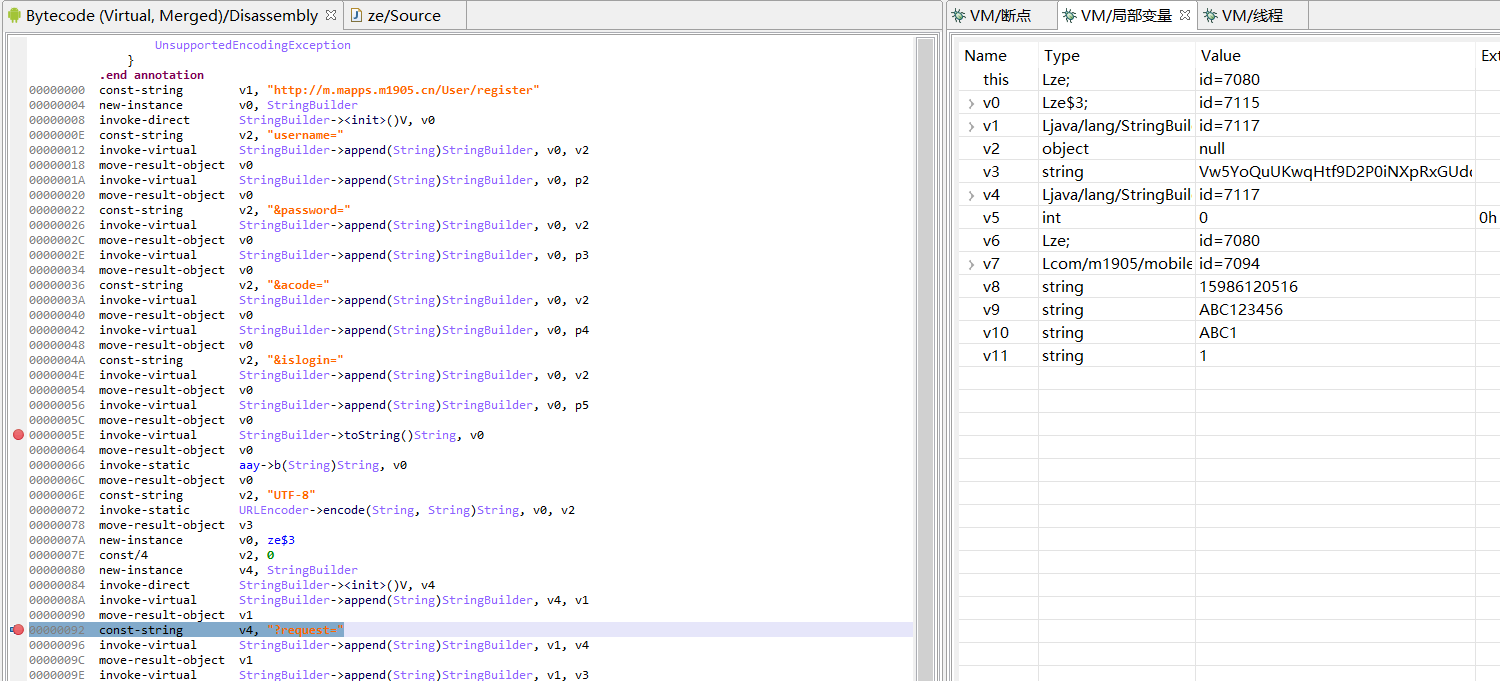 Bytecode (Virtual, Merged)/Disassembly ze/Source
UnsupportedEncodingException
}
.end annotation
00000000 const-string v1, "http://m.mapps.m1905.cn/User/register"
00000004 new-instance v0, StringBuilder
00000008 invoke-direct StringBuilder-><init>()V, v0
0000000E const-string v2, "username="
00000012 invoke-virtual StringBuilder->append(String)StringBuilder, v0, v2
00000018 move-result-object v0
0000001A invoke-virtual StringBuilder->append(String)StringBuilder, v0, p2
00000020 move-result-object v0
00000022 const-string v2, "&password="
00000026 invoke-virtual StringBuilder->append(String)StringBuilder, v0, v2
0000002C move-result-object v0
0000002E invoke-virtual StringBuilder->append(String)StringBuilder, v0, p3
00000034 move-result-object v0
00000036 const-string v2, "&acode="
0000003A invoke-virtual StringBuilder->append(String)StringBuilder, v0, v2
00000040 move-result-object v0
00000042 invoke-virtual StringBuilder->append(String)StringBuilder, v0, p4
00000048 move-result-object v0
0000004A const-string v2, "&islogin="
0000004E invoke-virtual StringBuilder->append(String)StringBuilder, v0, v2
00000054 move-result-object v0
00000056 invoke-virtual StringBuilder->append(String)StringBuilder, v0, p5
0000005C move-result-object v0
0000005E invoke-virtual StringBuilder->toString()String, v0
00000064 move-result-object v0
00000066 invoke-static aay->b(String)String, v0
0000006C move-result-object v0
0000006E const-string v2, "UTF-8"
00000072 invoke-static URLEncoder->encode(String, String)String, v0, v2
00000078 move-result-object v3
0000007A new-instance v0, ze$3
0000007E const/4 v2, 0
00000080 new-instance v4, StringBuilder
00000084 invoke-direct StringBuilder-><init>()V, v4
0000008A invoke-virtual StringBuilder->append(String)StringBuilder, v4, v1
00000090 move-result-object v1
00000092 const-string v4, "?request="
00000096 invoke-virtual StringBuilder->append(String)StringBuilder, v1, v4
0000009C move-result-object v1
0000009E invoke-virtual StringBuilder->append(String)StringBuilder, v1, v3
VM/断点 VM/局部变量 VM/线程
Name Type Value Ext
this Lze; id=7080
v0 Lze$3; id=7115
v1 Ljava/lang/StringBuil id=7117
v2 object null
v3 string Vw5YoQuUKwqHtf9D2P0iNXpRxGUdc
v4 Ljava/lang/StringBuil id=7117
v5 int 0 0h
v6 Lze; id=7080
v7 Lcom/m1905/mobile id=7094
v8 string 15986120516
v9 string ABC123456
v10 string ABC1
v11 string 1